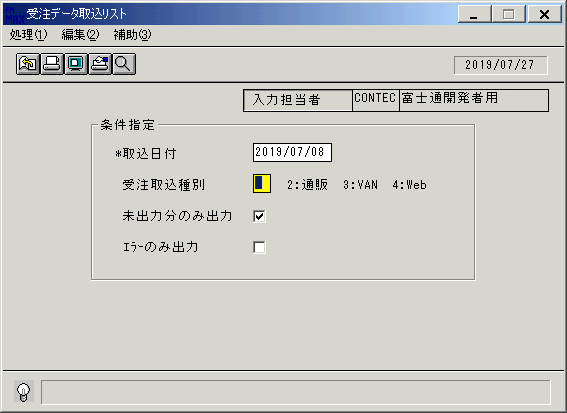 受注データ取込リスト
処理(1) 編集(2) 補助(3)
2019/07/27
入力担当者 CONTEC 富士通開発者用
条件指定
*取込日付 2019/07/08
受注取込種別 2:通販 3:VAN 4:Web
未出力分のみ出力
ｴﾗｰのみ出力